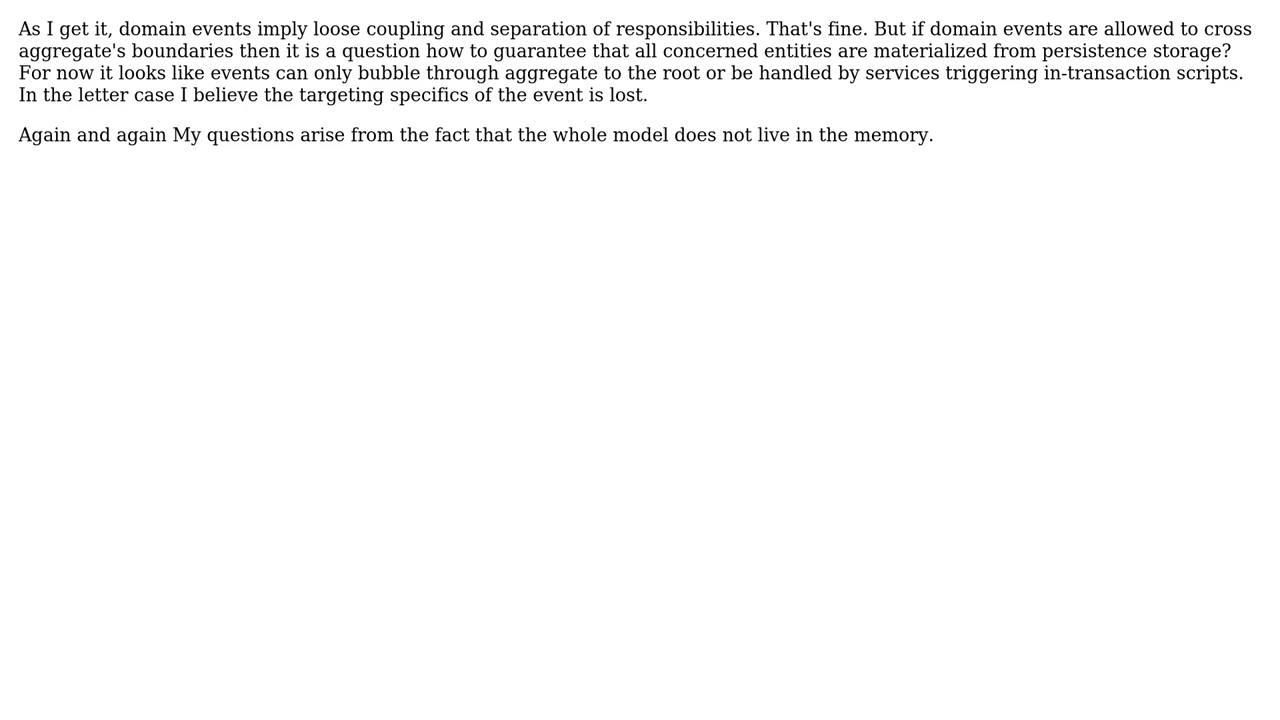 As I get it, domain events imply loose coupling and separation of responsibilities. That's fine. But if domain events are allowed to cross
aggregate's boundaries then it is a question how to guarantee that all concerned entities are materialized from persistence storage?
For now it looks like events can only bubble through aggregate to the root or be handled by services triggering in-transaction scripts.
In the letter case I believe the targeting specifics of the event is lost.
Again and again My questions arise from the fact that the whole model does not live in the memory.